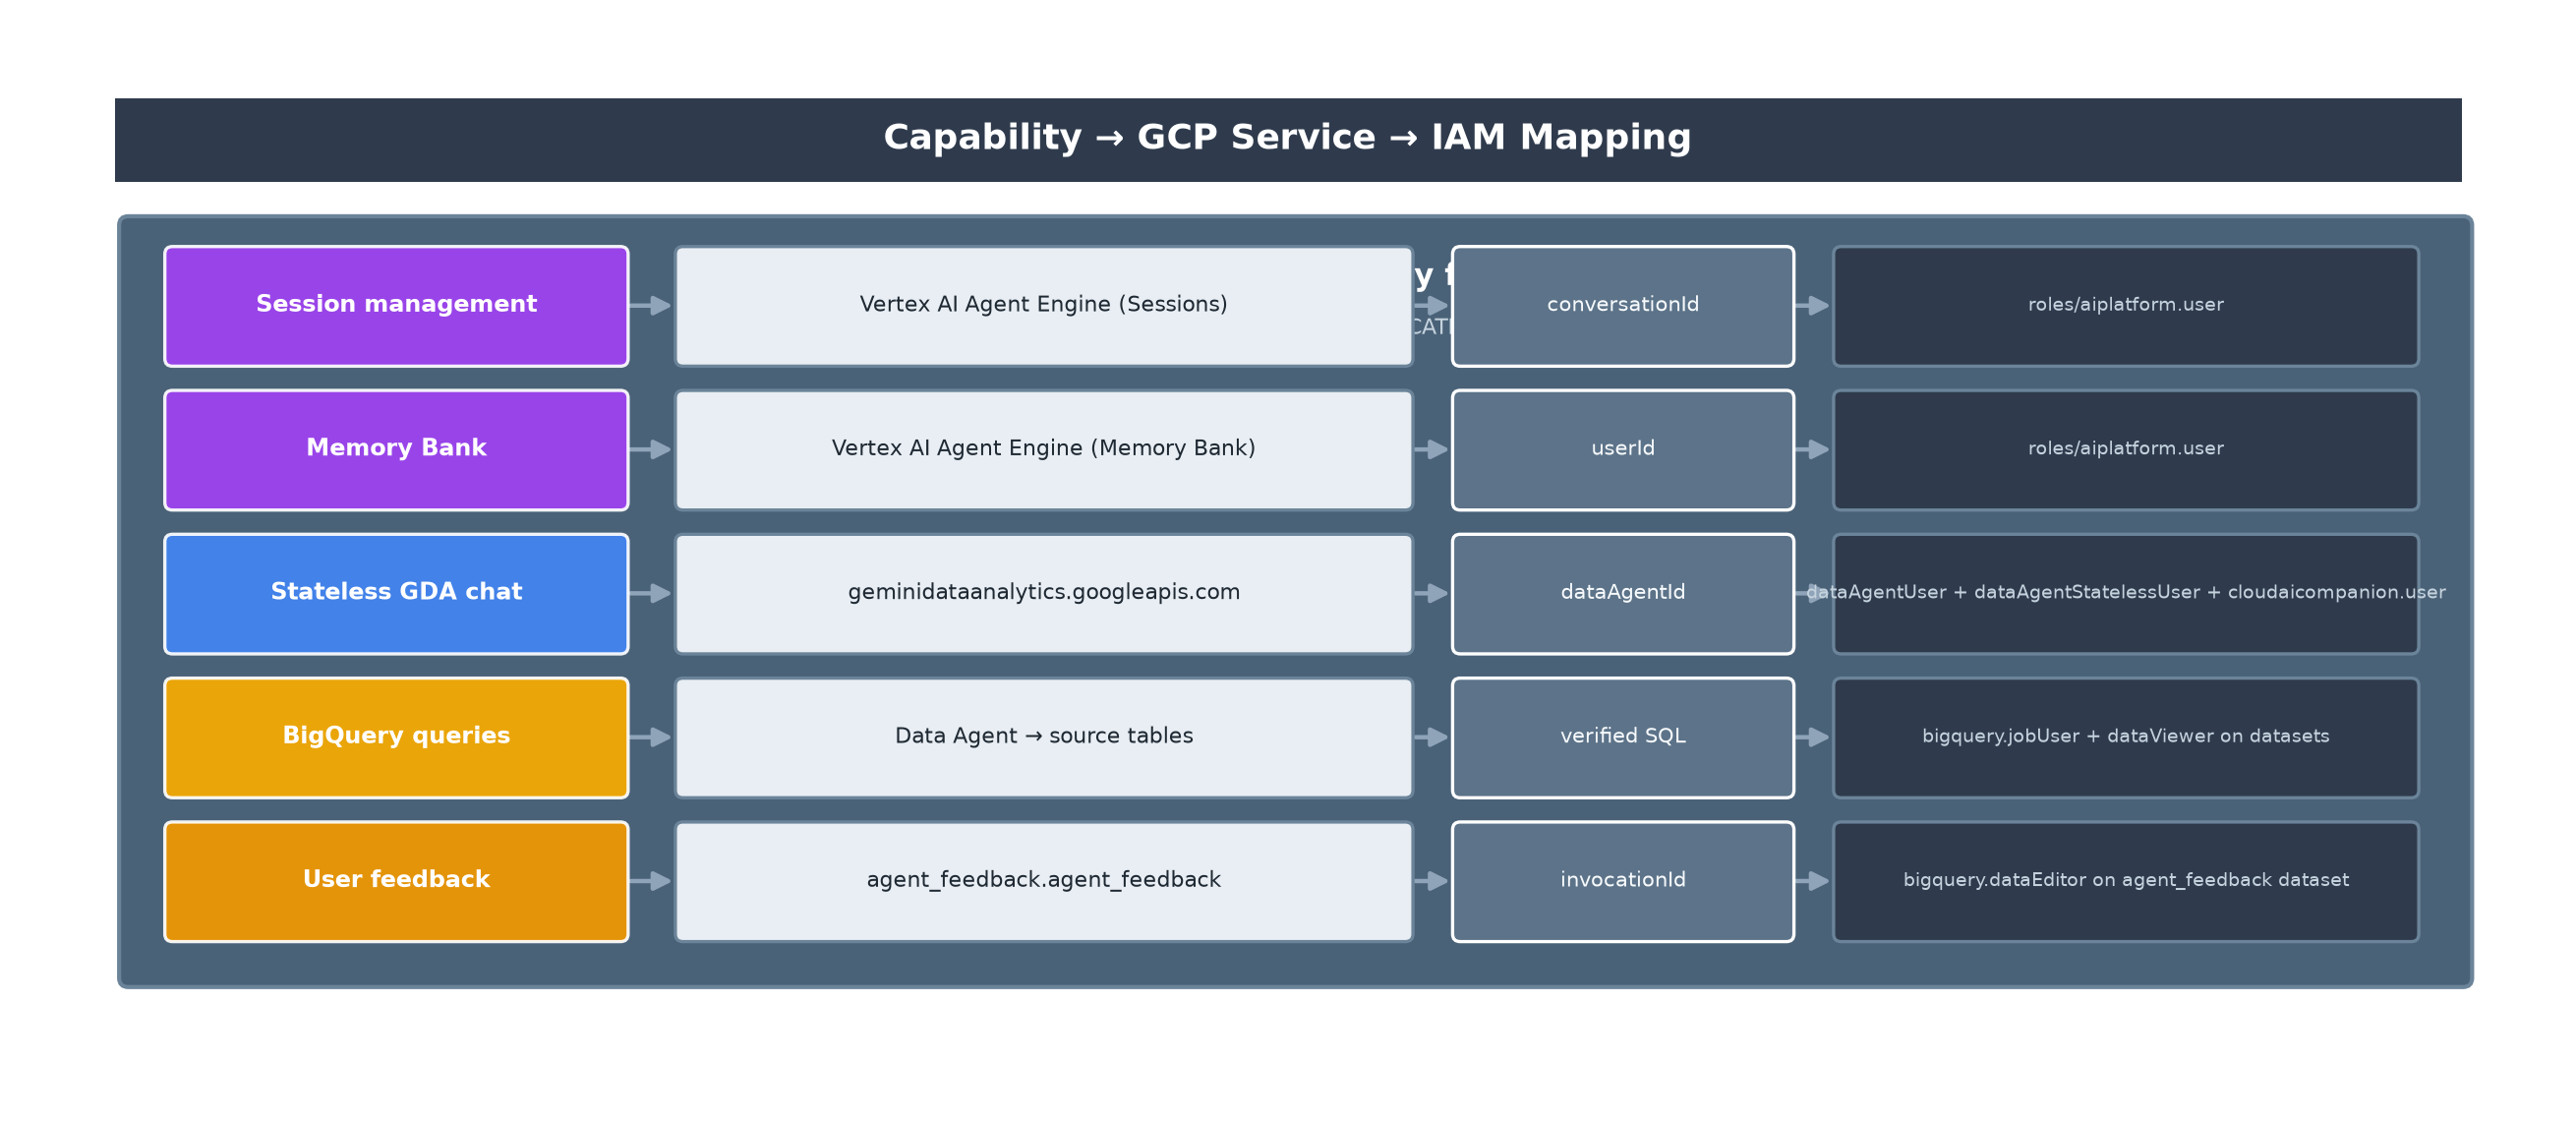 Capability → GCP Service → IAM Mapping
Session management
Vertex AI Agent Engine (Sessions)
conversationId
roles/aiplatform.user
Memory Bank
Vertex AI Agent Engine (Memory Bank)
userId
roles/aiplatform.user
Stateless GDA chat
geminidataanalytics.googleapis.com
dataAgentId
dataAgentUser + dataAgentStatelessUser + cloudaicompanion.user
BigQuery queries
Data Agent → source tables
verified SQL
bigquery.jobUser + dataViewer on datasets
User feedback
agent_feedback.agent_feedback
invocationId
bigquery.dataEditor on agent_feedback dataset